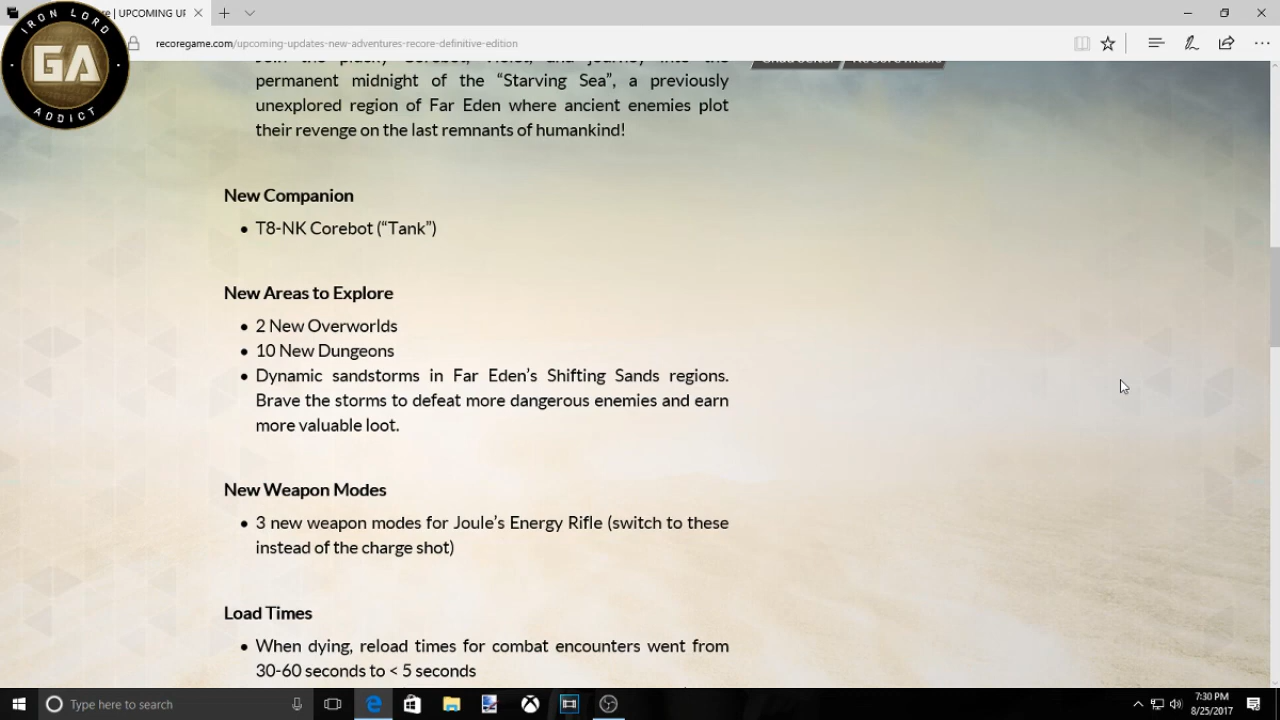 IRON LORD
GA
ADDICT
| UPCOMING UP
recoregame.com/upcoming-updates-new-adventures-recore-definitive-edition
permanent midnight of the “Starving Sea”, a previously
unexplored region of Far Eden where ancient enemies plot
their revenge on the last remnants of humankind!
New Companion
• T8-NK Corebot (“Tank”)
New Areas to Explore
• 2 New Overworlds
• 10 New Dungeons
• Dynamic sandstorms in Far Eden’s Shifting Sands regions.
Brave the storms to defeat more dangerous enemies and earn
more valuable loot.
New Weapon Modes
• 3 new weapon modes for Joule’s Energy Rifle (switch to these
instead of the charge shot)
Load Times
• When dying, reload times for combat encounters went from
30-60 seconds to < 5 seconds
Type here to search
7:30 PM
8/25/2017